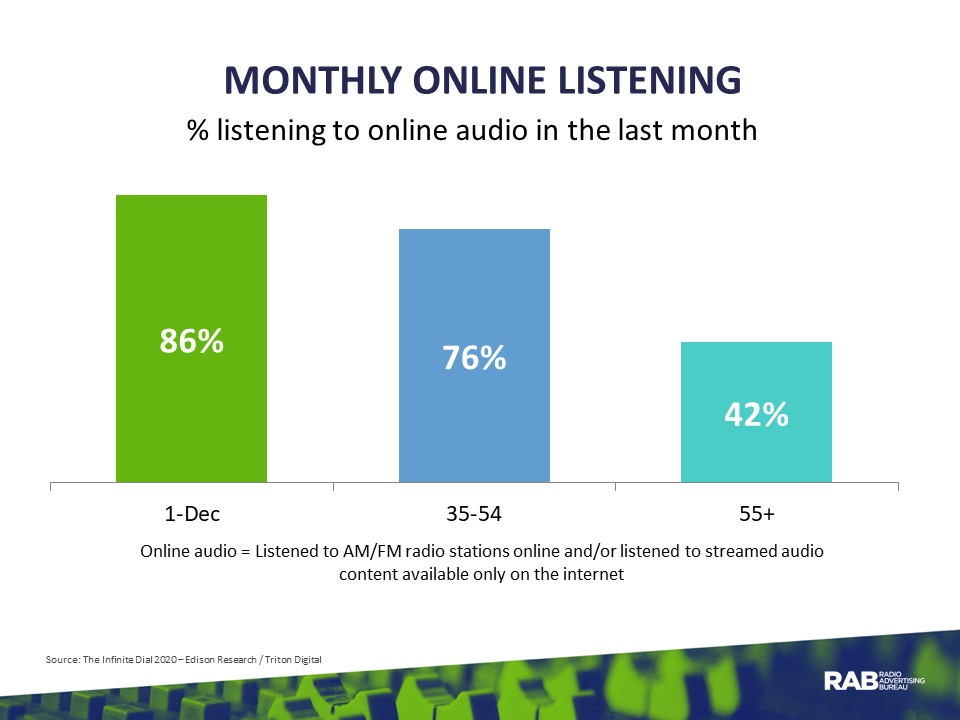 MONTHLY ONLINE LISTENING
% listening to online audio in the last month
86%
76%
42%
1-Dec
35-54
55+
Online audio = Listened to AM/FM radio stations online and/or listened to streamed audio
content available only on the internet
Source: The Infinite Dial 2020 – Edison Research / Triton Digital
RAB
RADIO
ADVERTISING
BUREAU